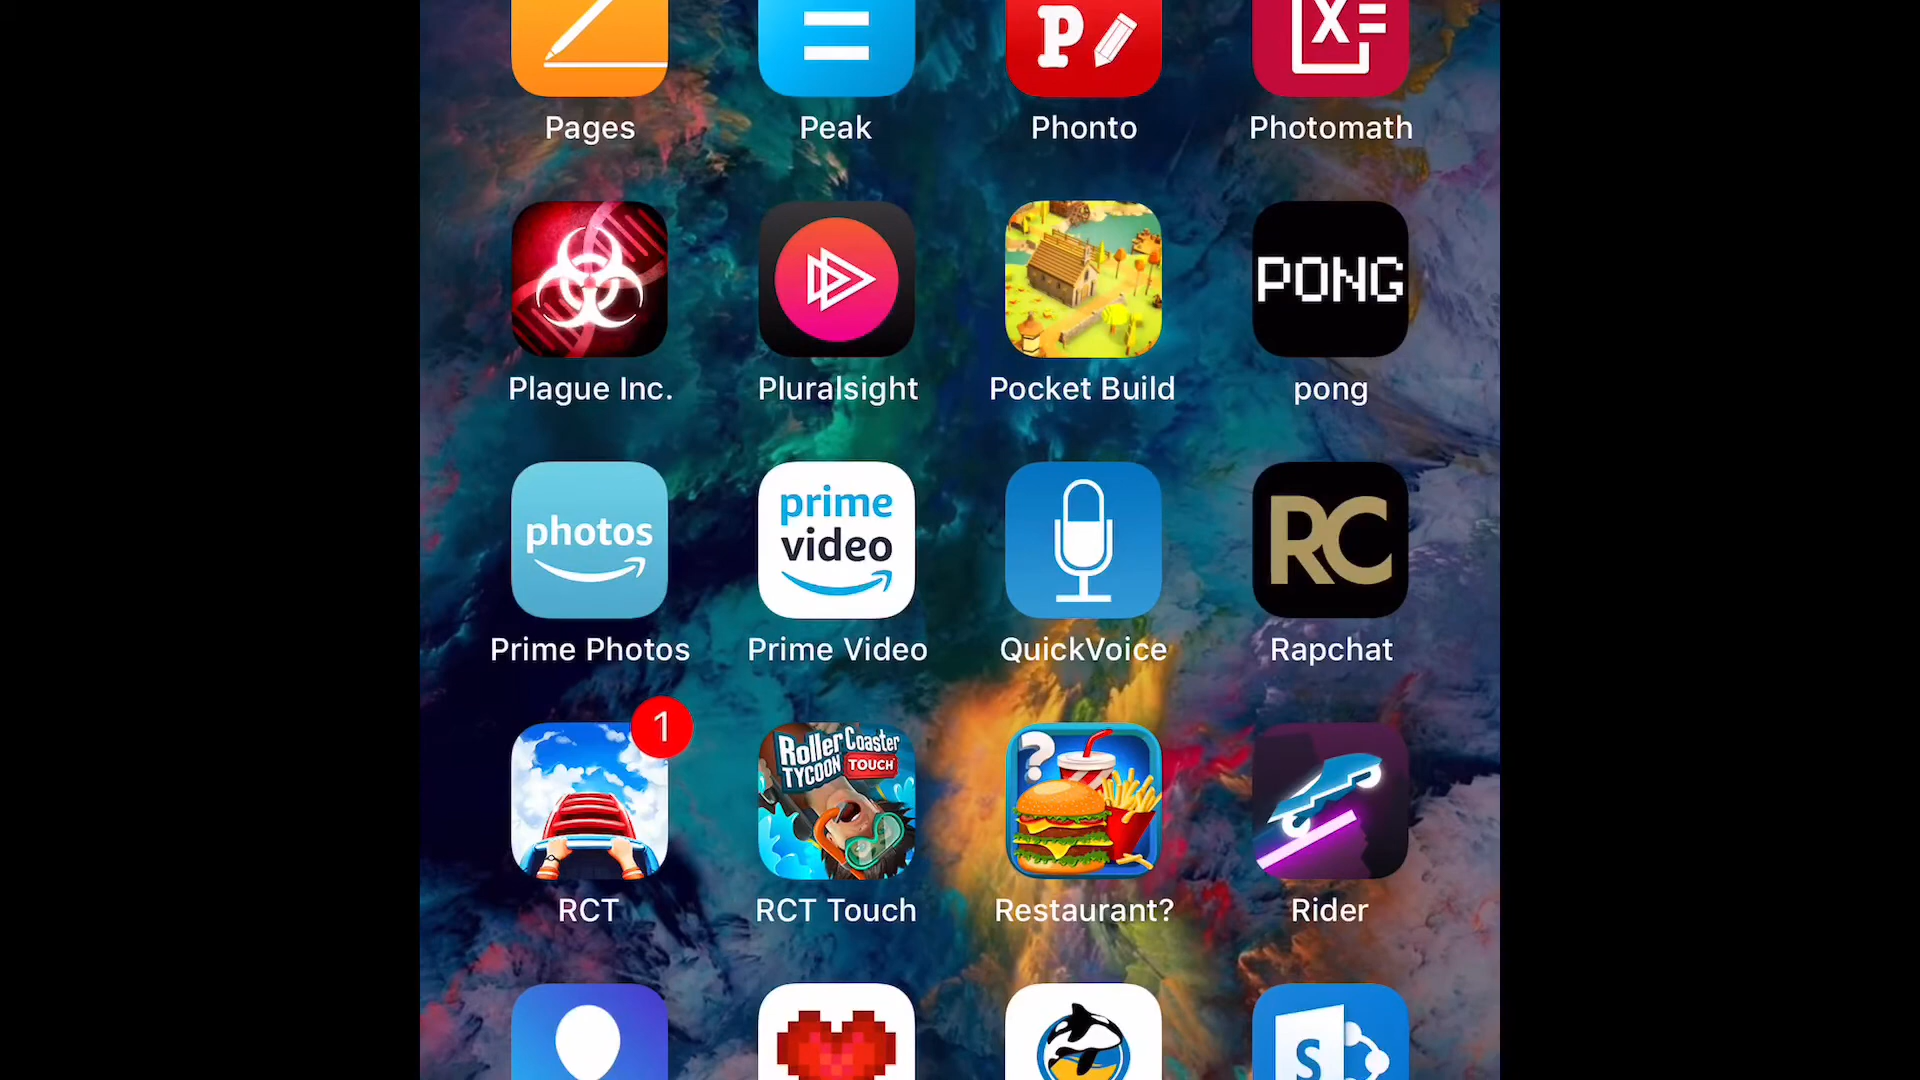 P
X
Pages
Peak
Phonto
Photomath
PONG
Plague Inc.
Pluralsight
Pocket Build
pong
photos
prime
video
RC
Prime Photos
Prime Video
QuickVoice
Rapchat
1
RollerCoaster
TYCOON TOUCH
?
RCT
RCT Touch
Restaurant?
Rider
S